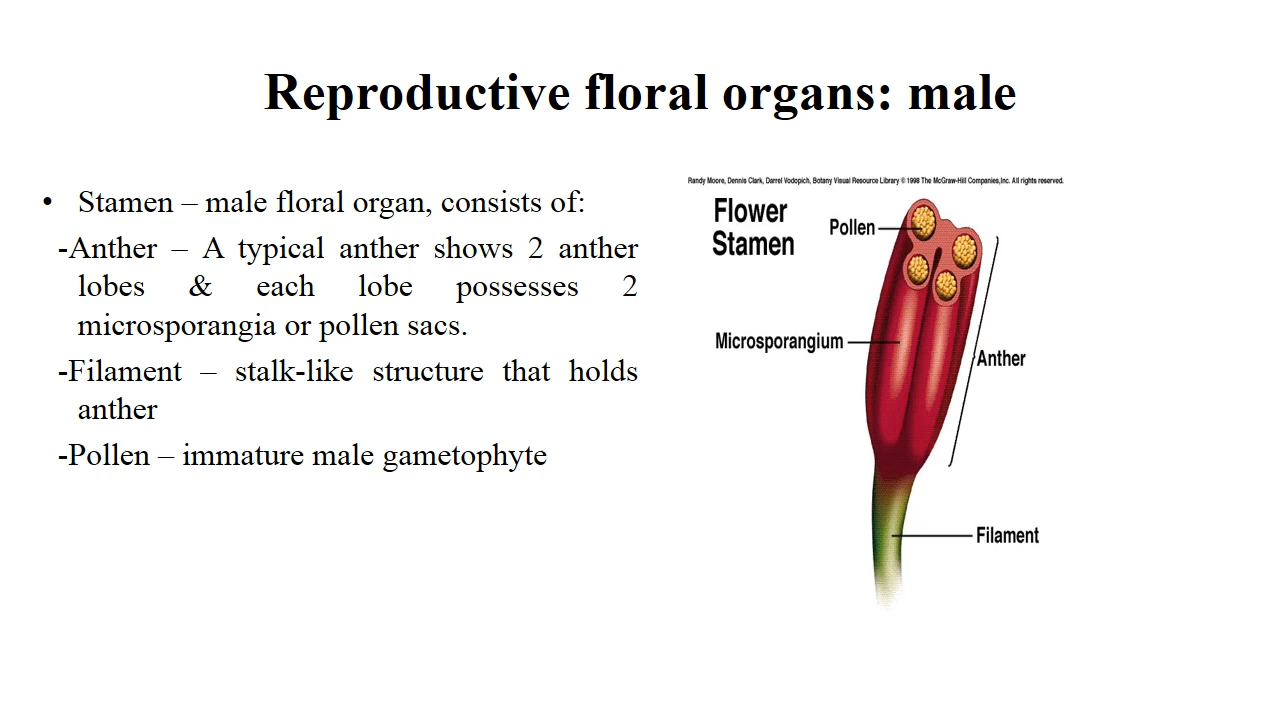 Reproductive floral organs: male
• Stamen – male floral organ, consists of:
-Anther – A typical anther shows 2 anther
lobes & each lobe possesses 2
microsporangia or pollen sacs.
-Filament – stalk-like structure that holds
anther
-Pollen – immature male gametophyte
Randy Moore, Dennis Clark, Darrel Vodopich, Botany Visual Resource Library © 1998 The McGraw-Hill Companies,Inc. All rights reserved.
Flower
Stamen
Pollen
Microsporangium
Anther
Filament